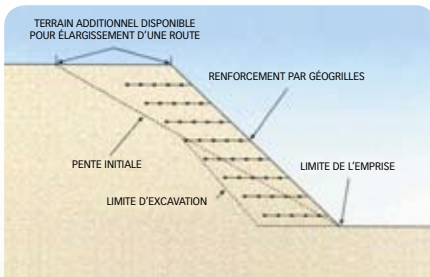 TERRAIN ADDITIONNEL DISPONIBLE
POUR ÉLARGISSEMENT D'UNE ROUTE
RENFORCEMENT PAR GÉOGRILLES
PENTE INITIALE
LIMITE DE L'EMPRISE
LIMITE D'EXCAVATION